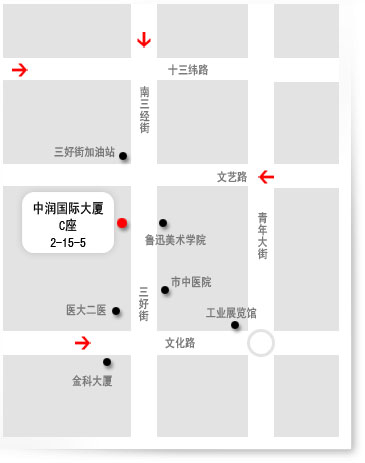 十三纬路
南三经街
三好街加油站
文艺路
中润国际大厦
C座
2-15-5
鲁迅美术学院
青年大街
市中医院
三好街
医大二医
工业展览馆
文化路
金科大厦